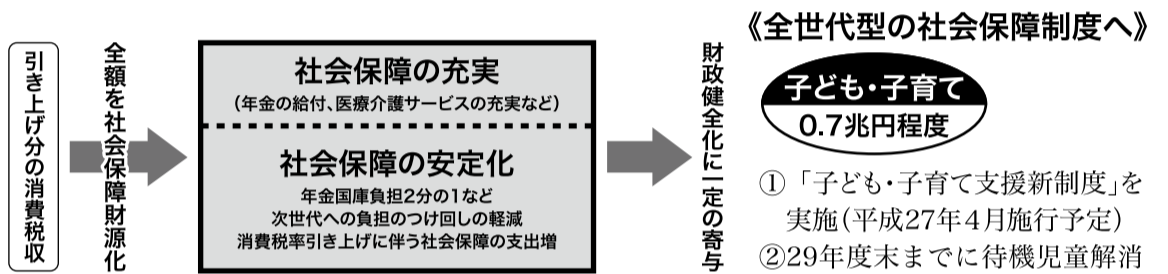 引き上げ分の消費税収
全額を社会保障財源化
社会保障の充実
（年金の給付、医療介護サービスの充実など）
社会保障の安定化
年金国庫負担2分の1など
次世代への負担のつけ回しの軽減
消費税率引き上げに伴う社会保障の支出増
財政健全化に一定の寄与
《全世代型の社会保障制度へ》
子ども・子育て
0.7兆円程度
①「子ども・子育て支援新制度」を
実施（平成27年４月施行予定）
②29年度末までに待機児童解消